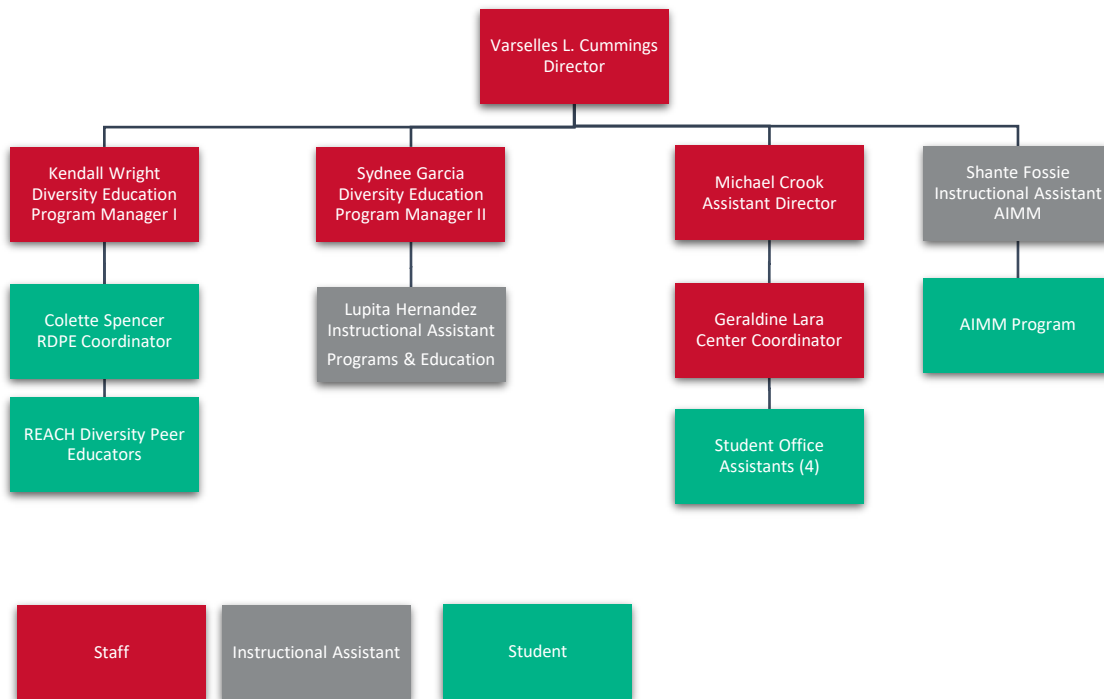 Varselles L. Cummings
Director
Kendall Wright
Diversity Education
Program Manager I
Sydnee Garcia
Diversity Education
Program Manager II
Michael Crook
Assistant Director
Shante Fossie
Instructional Assistant
AIMM
Colette Spencer
RDPE Coordinator
Lupita Hernandez
Instructional Assistant
Programs & Education
Geraldine Lara
Center Coordinator
AIMM Program
REACH Diversity Peer
Educators
Student Office
Assistants (4)
Staff
Instructional Assistant
Student